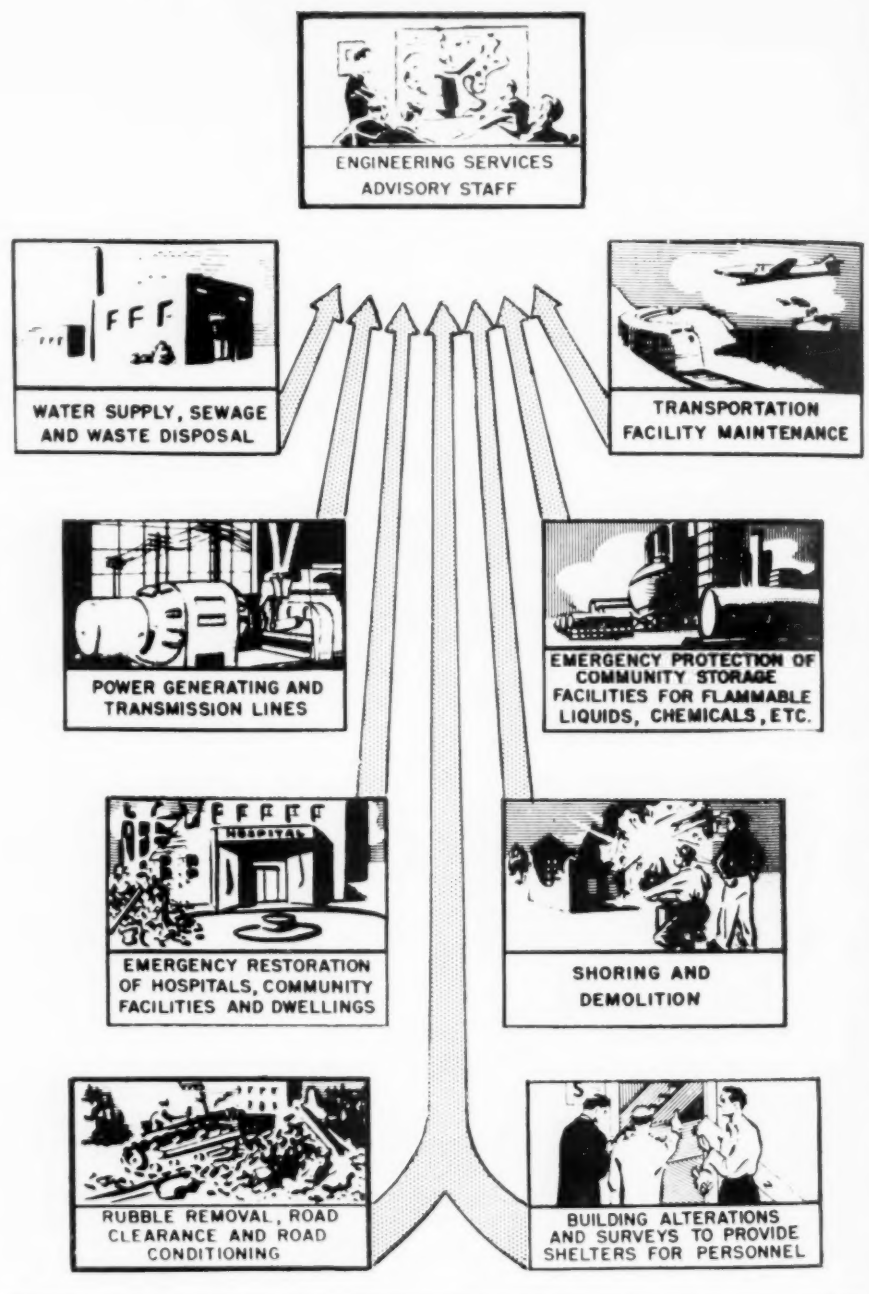 ENGINEERING SERVICES
ADVISORY STAFF
WATER SUPPLY, SEWAGE
AND WASTE DISPOSAL
TRANSPORTATION
FACILITY MAINTENANCE
POWER GENERATING AND
TRANSMISSION LINES
EMERGENCY PROTECTION OF
COMMUNITY STORAGE
FACILITIES FOR FLAMMABLE
LIQUIDS, CHEMICALS, ETC.
HOSPITAL
EMERGENCY RESTORATION
OF HOSPITALS, COMMUNITY
FACILITIES AND DWELLINGS
SHORING AND
DEMOLITION
RUBBLE REMOVAL, ROAD
CLEARANCE AND ROAD
CONDITIONING
S
BUILDING ALTERATIONS
AND SURVEYS TO PROVIDE
SHELTERS FOR PERSONNEL